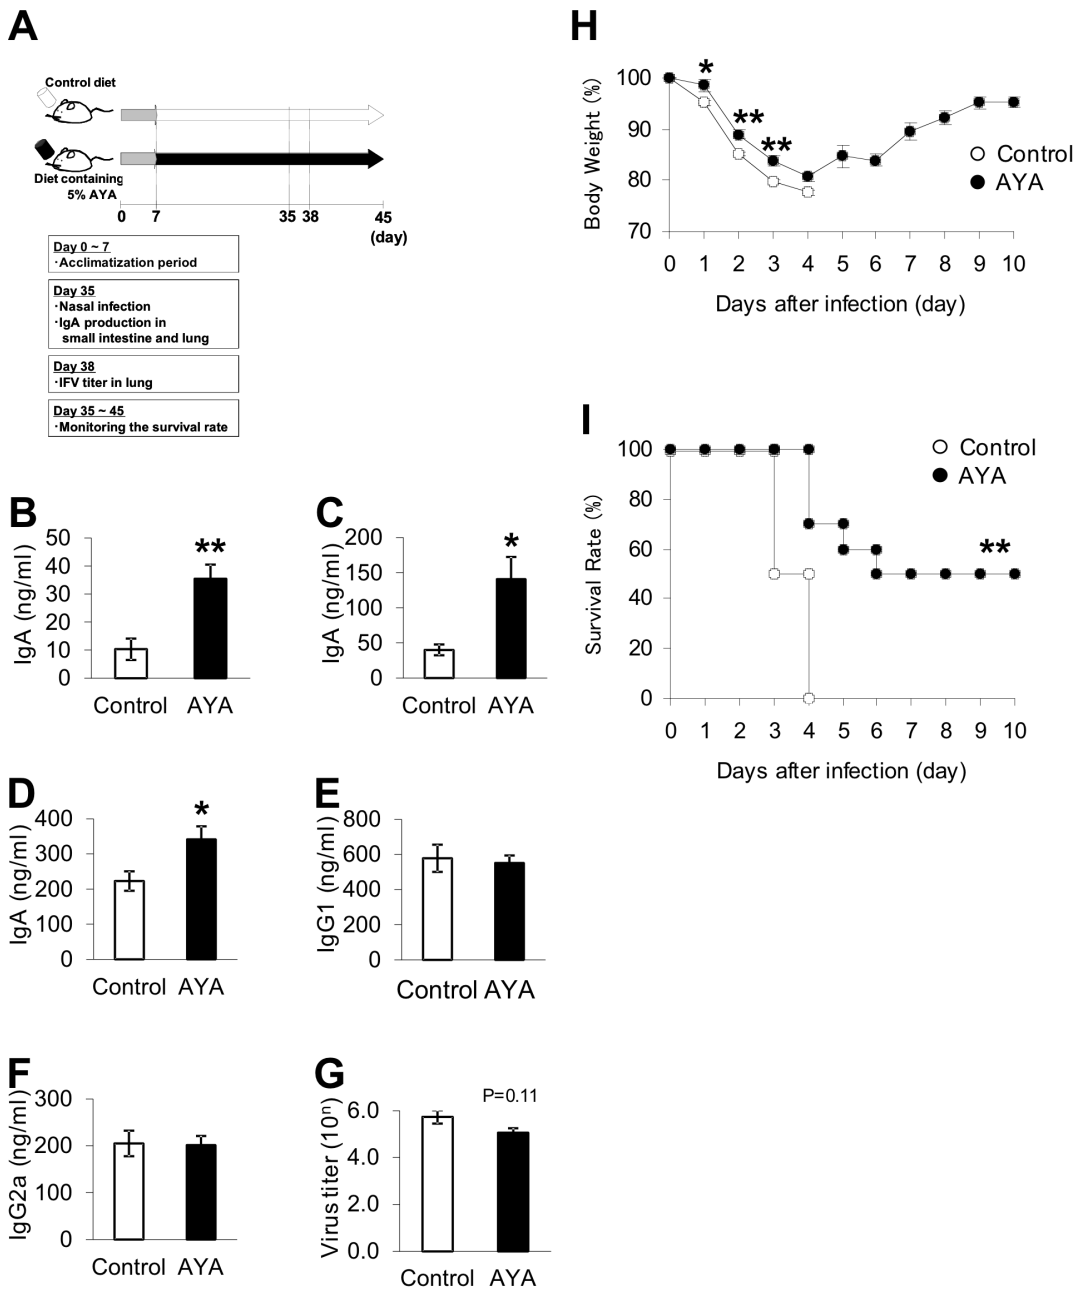 A
Control diet
Diet containing
5% AYA
0 7 35 38 45
(day)
Day 0 ~ 7
·Acclimatization period
Day 35
·Nasal infection
·IgA production in
small intestine and lung
Day 38
·IFV titer in lung
Day 35 ~ 45
·Monitoring the survival rate
B
IgA (ng/ml)
50
40
30
20
10
0
**
Control AYA
C
IgA (ng/ml)
200
150
100
50
0
*
Control AYA
D
IgA (ng/ml)
400
300
200
100
0
*
Control AYA
E
IgG1 (ng/ml)
800
600
400
200
0
Control AYA
F
IgG2a (ng/ml)
300
200
100
0
Control AYA
G
Virus titer (10ⁿ)
P=0.11
6.0
4.0
2.0
0.0
Control AYA
H
Body Weight (%)
100
90
80
70
*
**
**
Control
AYA
0 1 2 3 4 5 6 7 8 9 10
Days after infection (day)
I
Survival Rate (%)
100
80
60
40
20
0
Control
AYA
**
0 1 2 3 4 5 6 7 8 9 10
Days after infection (day)